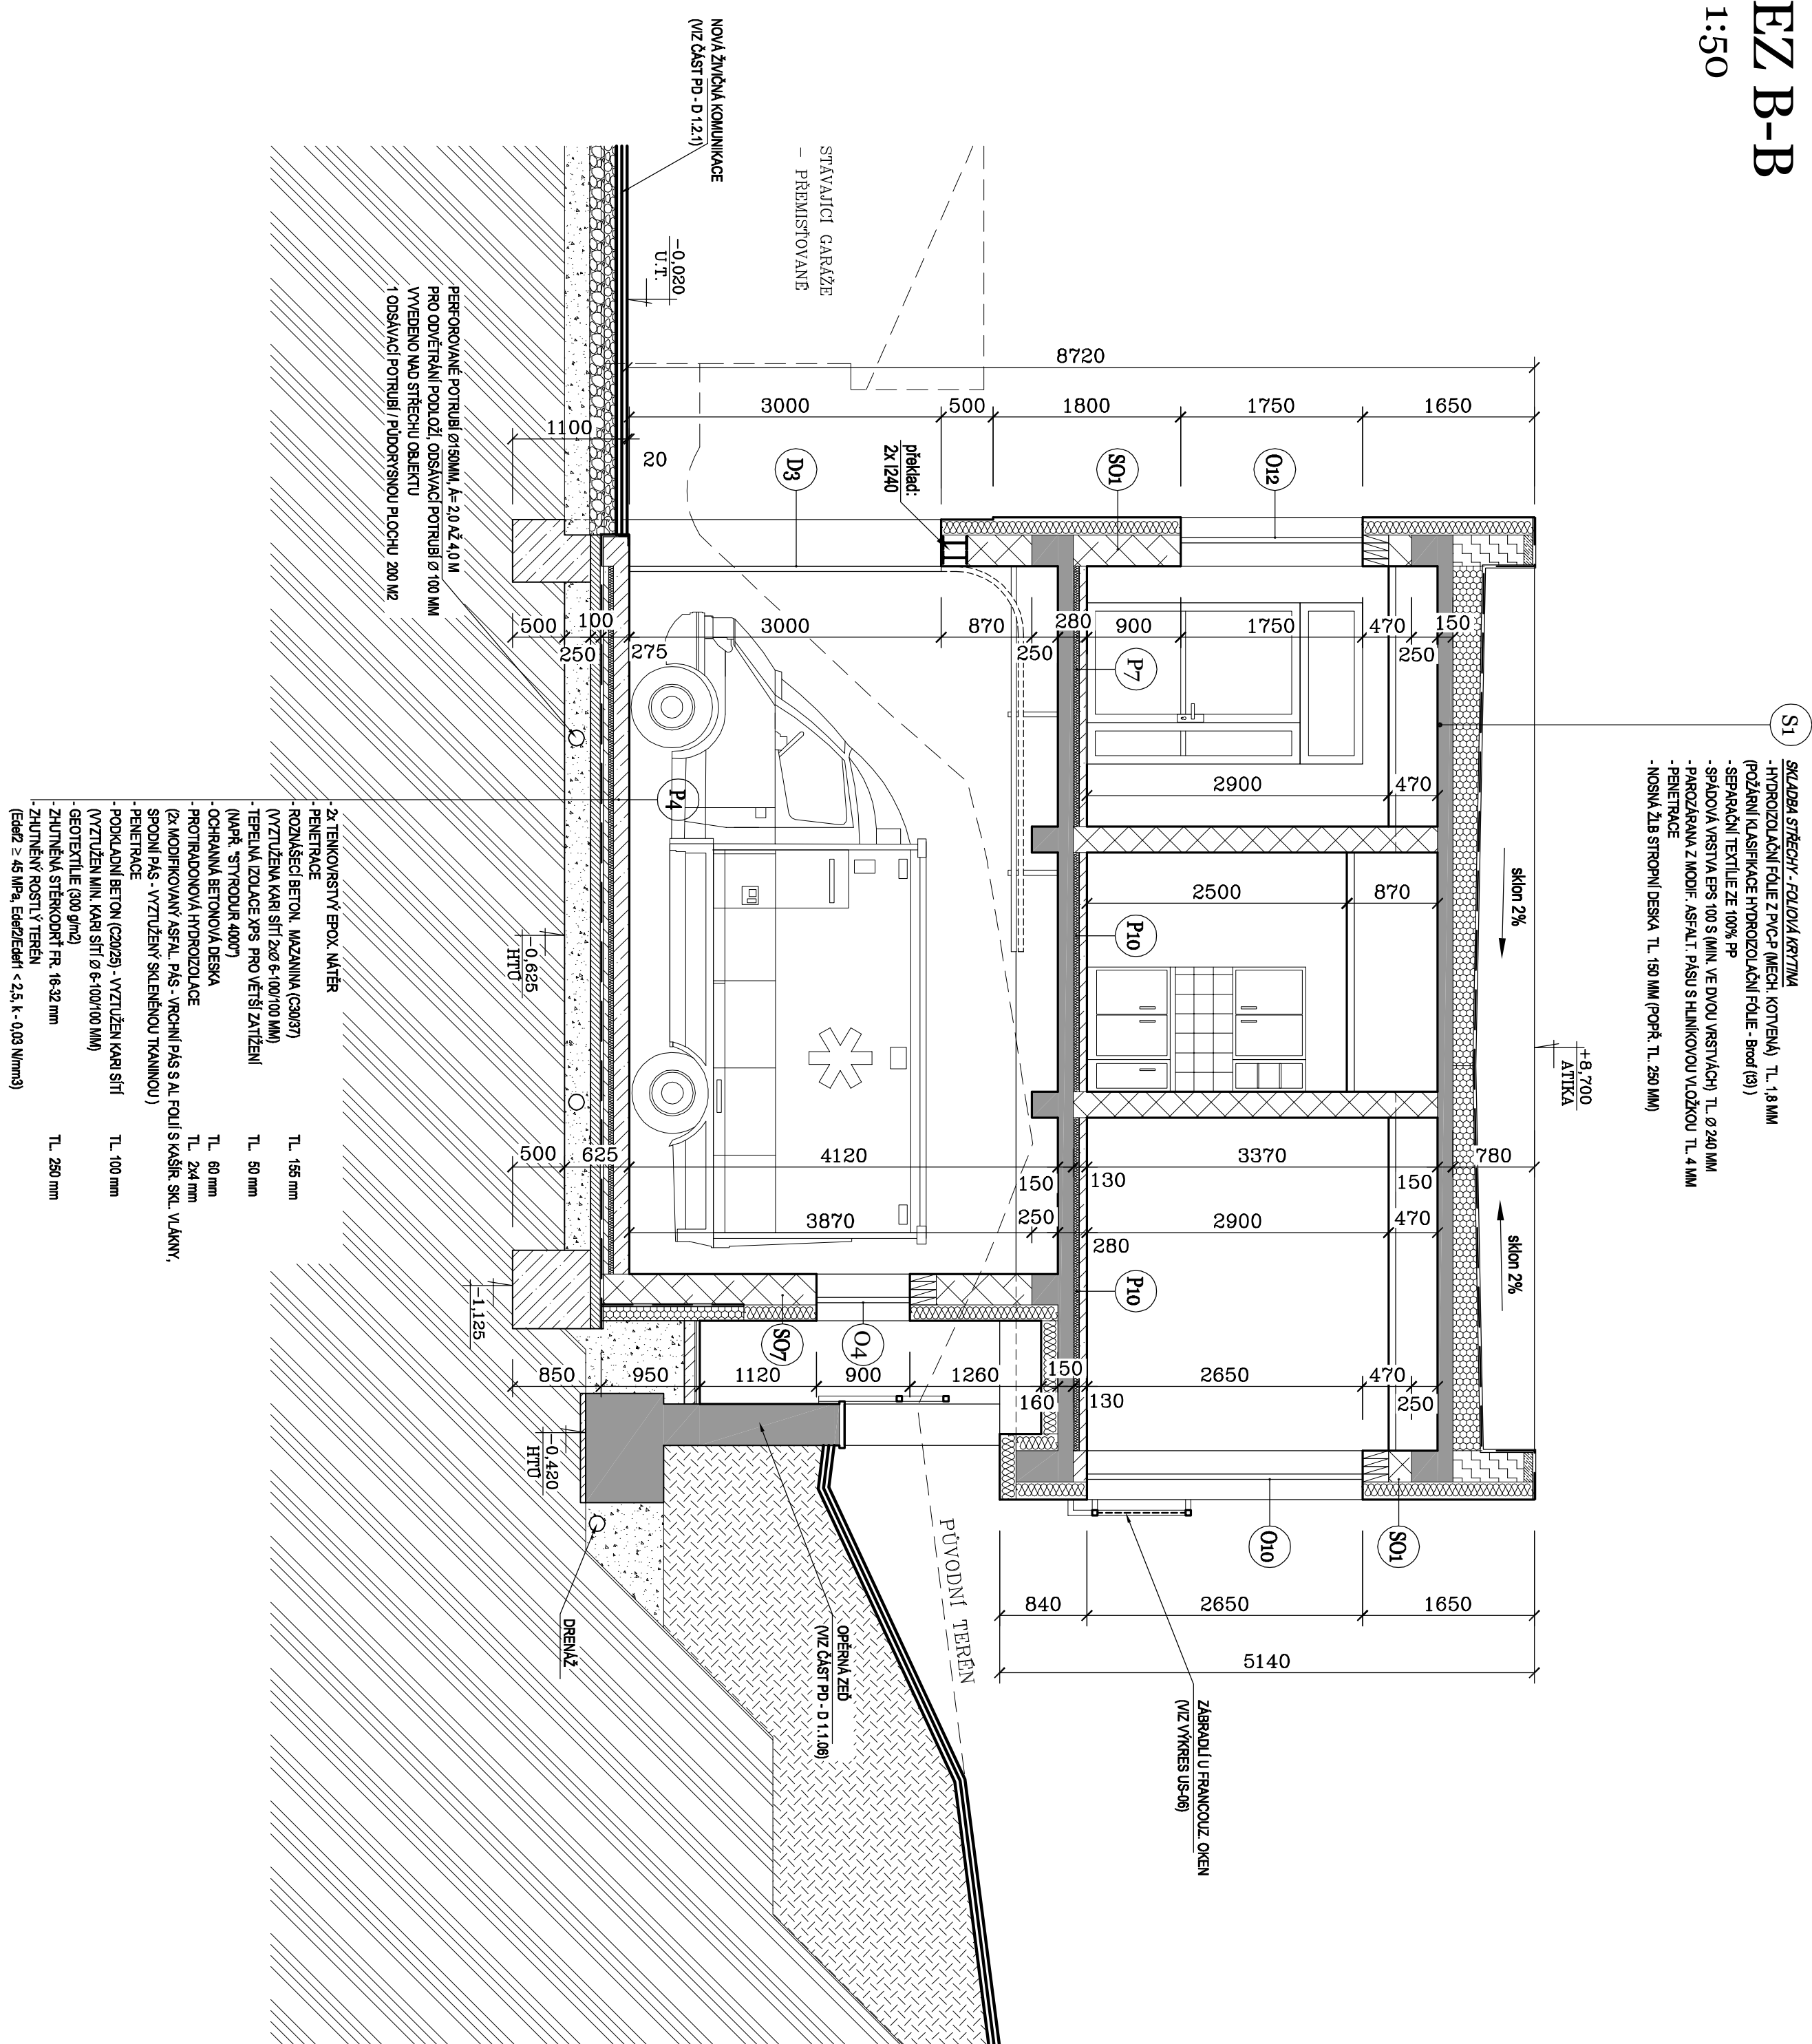 EZ B-B
1:50
S1
SKLADBA STŘECHY - FOLIOVÁ KRYTINA
- HYDROIZOLAČNÍ FÓLIE Z PVC-P (MECH. KOTVENÁ) TL. 1,8 MM
(POŽÁRNÍ KLASIFIKACE HYDROIZOLAČNÍ FÓLIE - Broof (t3) )
- SEPARAČNÍ TEXTÍLIE ZE 100% PP
- SPÁDOVÁ VRSTVA EPS 100 S (MIN. VE DVOU VRSTVÁCH) TL. Ø 240 MM
- PAROZÁRANA Z MODIF. ASFALT. PÁSU S HLINÍKOVOU VLOŽKOU TL. 4 MM
- PENETRACE
- NOSNÁ ŽLB STROPNÍ DESKA TL. 150 MM (POPŘ. TL. 250 MM)
sklon 2%
sklon 2%
+8,700
ATIKA
8720
3000
500
1800
1750
1650
1100
20
překlad:
2x I240
D3
SO1
O12
500
100
250
275
3000
870
250
280
900
1750
470
250
150
P7
2900
470
2500
870
P10
P4
500
625
4120
150
130
3370
150
780
3870
250
280
2900
470
P10
SO7
O4
850
950
1120
900
1260
160
150
130
2650
470
250
O10
SO1
840
2650
1650
5140
NOVÁ ŽIVIČNÁ KOMUNIKACE
(VIZ ČÁST PD - D 1.2.1)
STÁVAJÍCÍ GARÁŽE
- PŘEMISŤOVANÉ
-0,020
U.T.
PERFOROVANÉ POTRUBÍ Ø150MM, Á= 2,0 AŽ 4,0 M
PRO ODVĚTRÁNÍ PODLOŽÍ, ODSÁVACÍ POTRUBÍ Ø 100 MM
VYVEDENO NAD STŘECHU OBJEKTU
1 ODSÁVACÍ POTRUBÍ / PŮDORYSNOU PLOCHU 200 M2
-0,625
HTÚ
-1,125
-0,420
HTÚ
PŮVODNÍ TERÉN
OPĚRNÁ ZEĎ
(VIZ ČÁST PD - D 1.1.06)
DRENÁŽ
ZÁBRADLÍ U FRANCOUZ. OKEN
(VIZ VÝKRES US-06)
- 2x TENKOVRSTVÝ EPOX. NÁTĚR
- PENETRACE
- ROZNÁŠECÍ BETON. MAZANINA (C30/37) TL. 155 mm
(VYZTUŽENA KARI SÍTÍ 2xØ 6-100/100 MM)
- TEPELNÁ IZOLACE XPS PRO VĚTŠÍ ZATÍŽENÍ TL. 50 mm
(NAPŘ. "STYRODUR 4000")
- OCHRANNÁ BETONOVÁ DESKA TL. 60 mm
- PROTIRADONOVÁ HYDROIZOLACE TL. 2x4 mm
(2x MODIFIKOVANÝ ASFAL. PÁS - VRCHNÍ PÁS S AL. FOLIÍ S KAŠÍR. SKL. VLÁKNY,
SPODNÍ PÁS - VYZTUŽENÝ SKLENĚNOU TKANINOU )
- PENETRACE
- PODKLADNÍ BETON (C20/25) - VYZTUŽEN KARI SÍTÍ TL. 100 mm
(VYZTUŽEN MIN. KARI SÍTÍ Ø 6-100/100 MM)
- GEOTEXTÍLIE (300 g/m2)
- ZHUTNĚNÁ STĚRKODRŤ FR. 16-32 mm TL. 250 mm
- ZHUTNĚNÝ ROSTLÝ TERÉN
(Edef2 ≥ 45 MPa, Edef2/Edef1 < 2,5, k - 0,03 N/mm3)